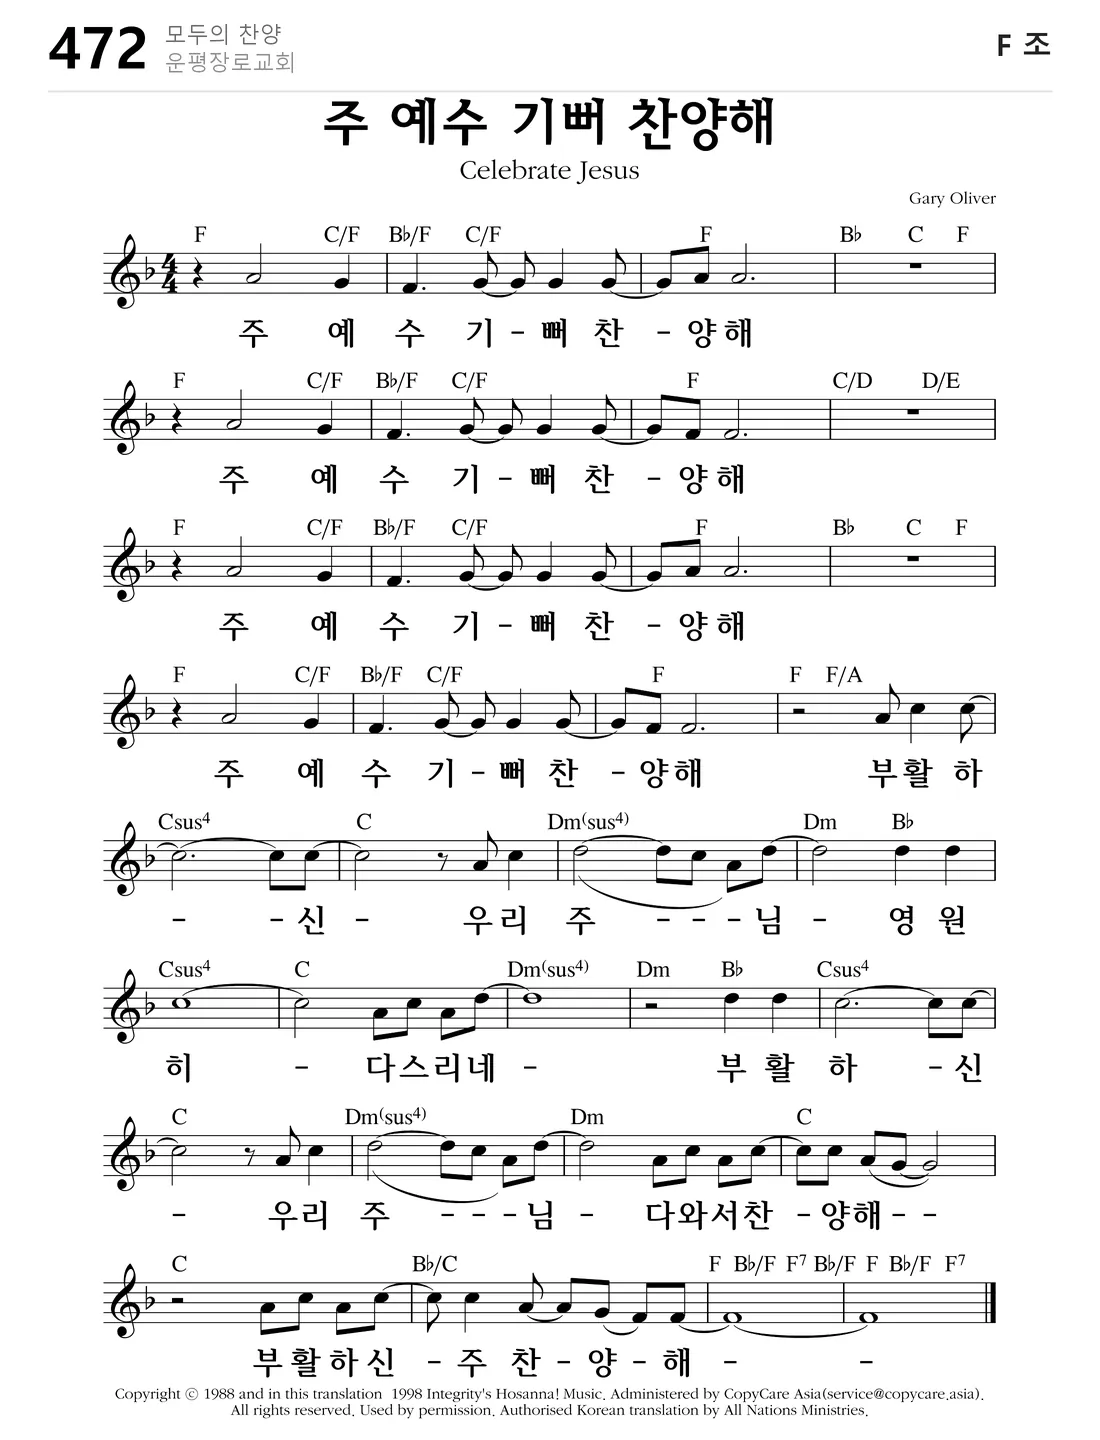 472 모두의 찬양
운평장로교회
F 조
주 예수 기뻐 찬양해
Celebrate Jesus
Gary Oliver
F C/F B♭/F C/F F B♭ C F
주 예 수 기 - 뻐 찬 - 양 해
F C/F B♭/F C/F F C/D D/E
주 예 수 기 - 뻐 찬 - 양 해
F C/F B♭/F C/F F B♭ C F
주 예 수 기 - 뻐 찬 - 양 해
F C/F B♭/F C/F F F F/A
주 예 수 기 - 뻐 찬 - 양 해 부 활 하
Csus4 C Dm(sus4) Dm B♭
- - 신 - 우 리 주 - - - 님 - 영 원
Csus4 C Dm(sus4) Dm B♭ Csus4
히 - 다 스 리 네 - 부 활 하 - 신
C Dm(sus4) Dm C
- 우 리 주 - - - 님 - 다 와 서 찬 - 양 해 - -
C B♭/C F B♭/F F7 B♭/F F B♭/F F7
부 활 하 신 - 주 찬 - 양 - 해 - -
Copyright ⓒ 1988 and in this translation 1998 Integrity's Hosanna! Music. Administered by CopyCare Asia(service@copycare.asia).
All rights reserved. Used by permission. Authorised Korean translation by All Nations Ministries.